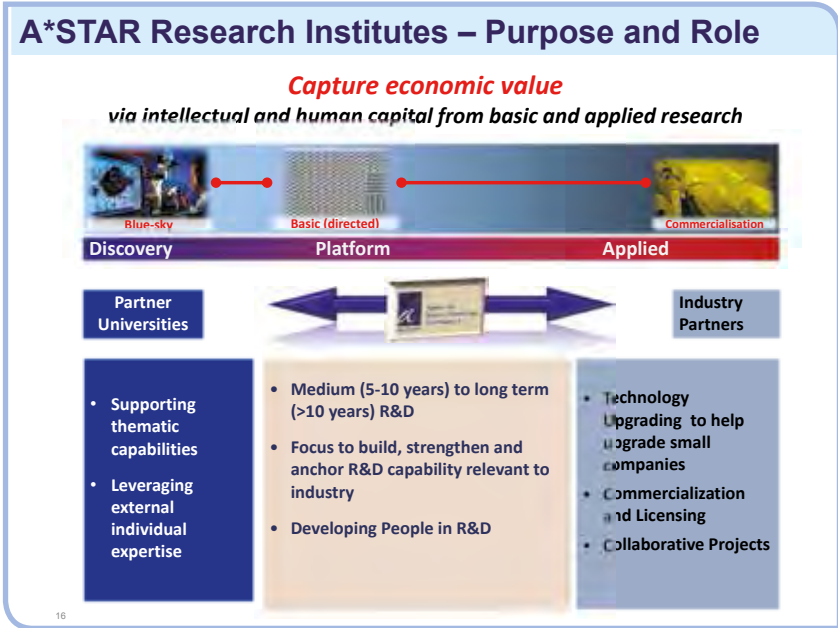 A*STAR Research Institutes – Purpose and Role
Capture economic value
via intellectual and human capital from basic and applied research
Blue-sky
Basic (directed)
Commercialisation
Discovery
Platform
Applied
Partner
Universities
Industry
Partners
• Supporting
thematic
capabilities
• Leveraging
external
individual
expertise
• Medium (5-10 years) to long term
(>10 years) R&D
• Focus to build, strengthen and
anchor R&D capability relevant to
industry
• Developing People in R&D
• Technology
Upgrading to help
upgrade small
companies
• Commercialization
and Licensing
• Collaborative Projects
16